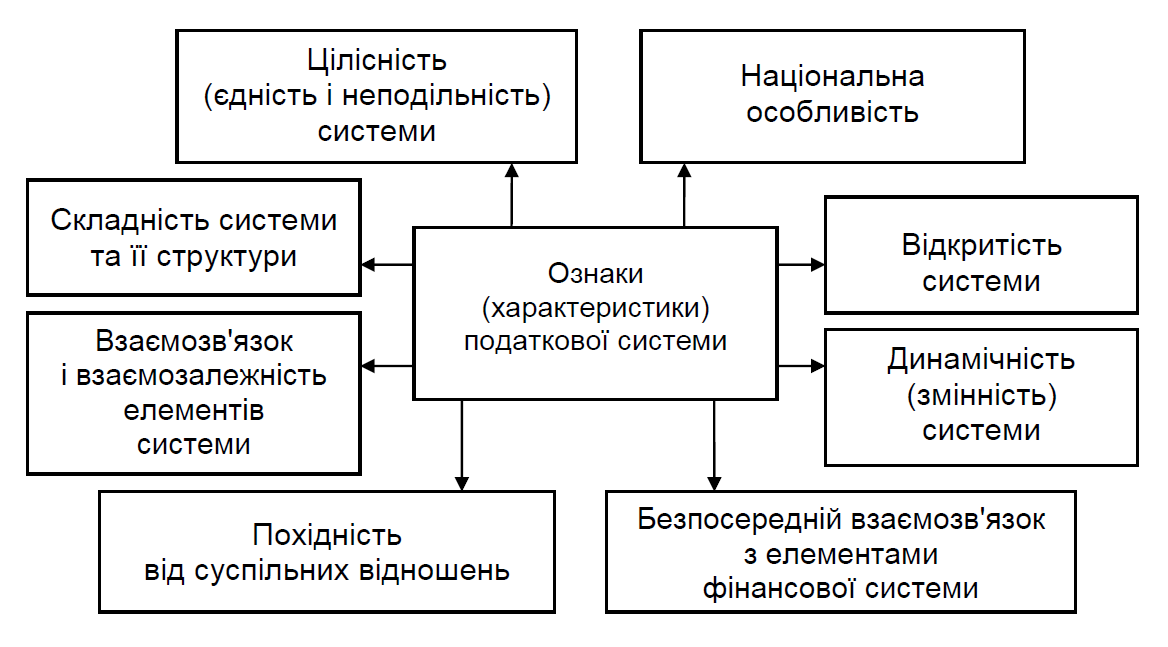 Цілісність
(єдність і неподільність)
системи
Національна
особливість
Складність системи
та її структури
Ознаки
(характеристики)
податкової системи
Відкритість
системи
Взаємозв'язок
і взаємозалежність
елементів
системи
Динамічність
(змінність)
системи
Похідність
від суспільних відношень
Безпосередній взаємозв'язок
з елементами
фінансової системи